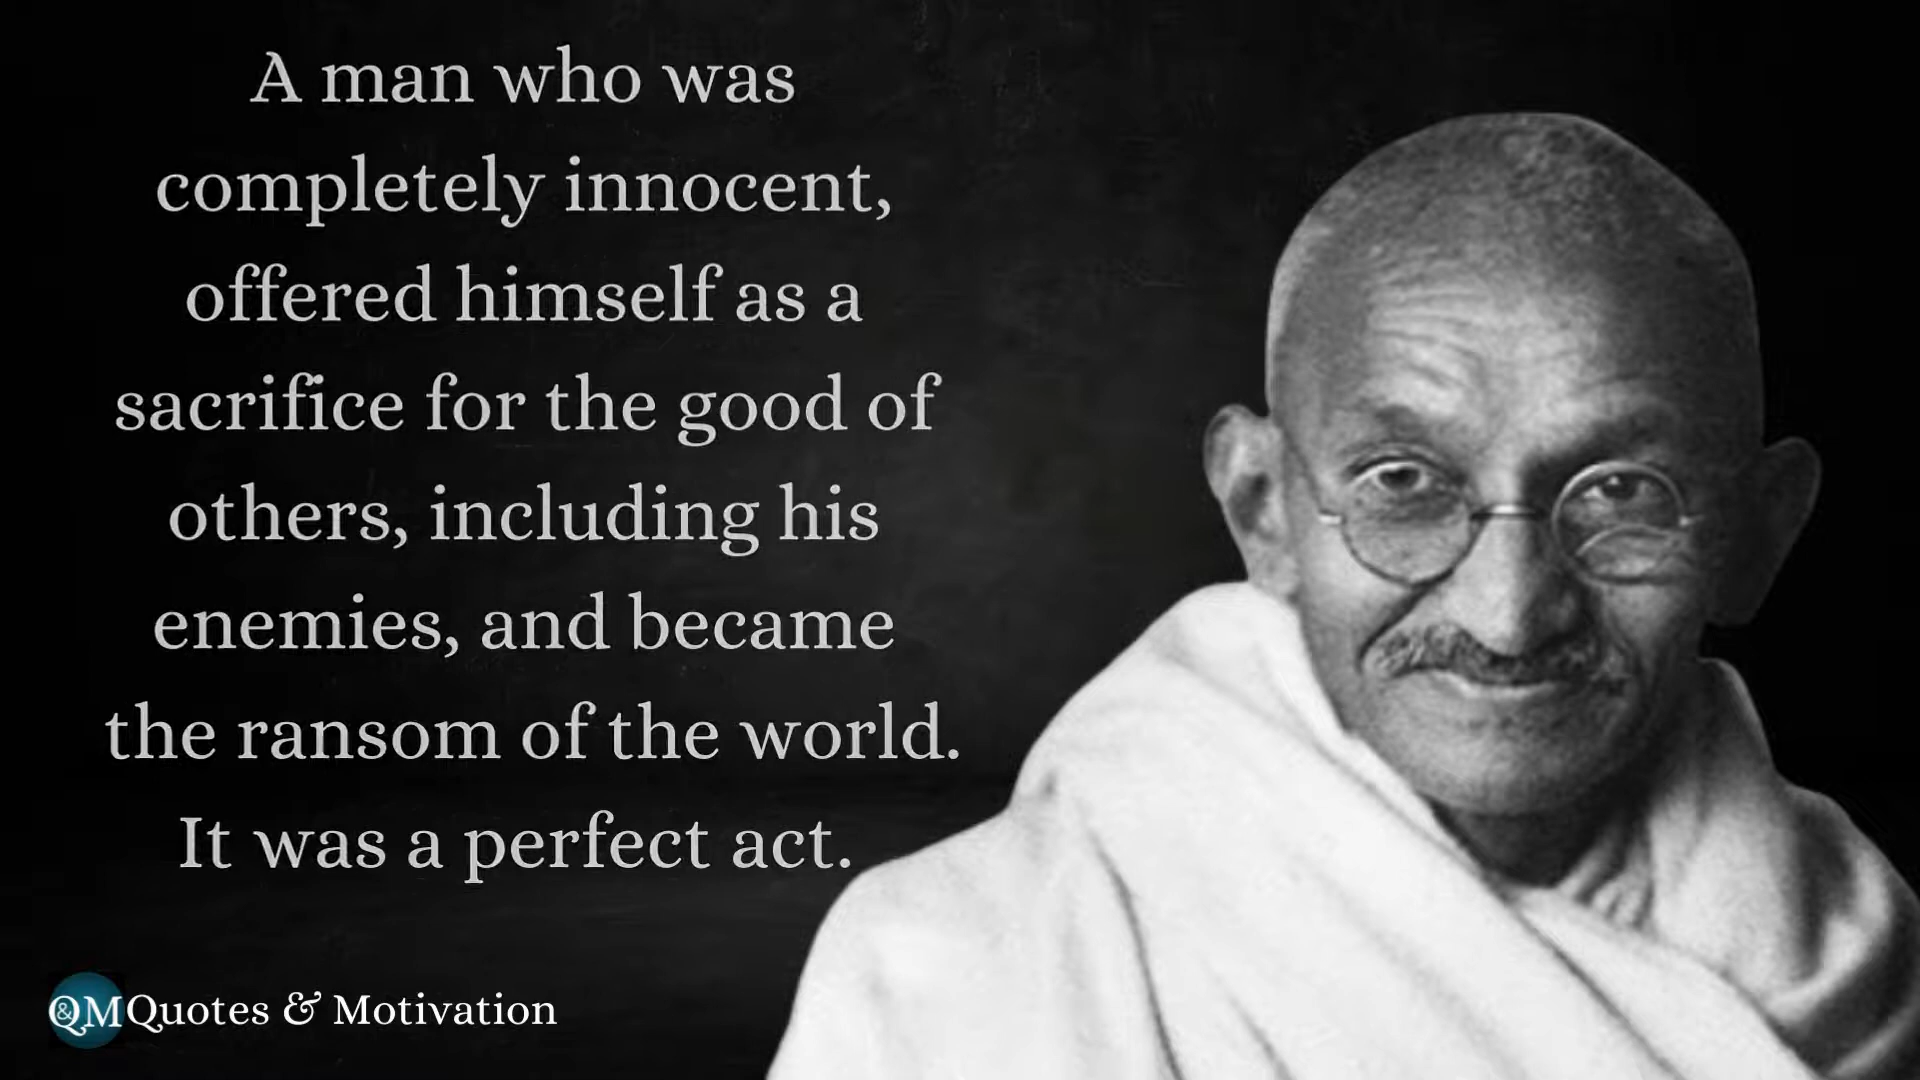 A man who was
completely innocent,
offered himself as a
sacrifice for the good of
others, including his
enemies, and became
the ransom of the world.
It was a perfect act.
Q&M Quotes & Motivation